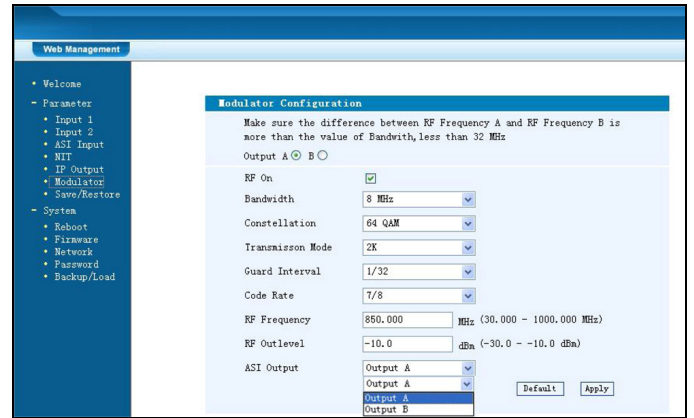 Web Management
Welcome
Parameter
Input 1
Input 2
ASI Input
NIT
IP Output
Modulator
Save/Restore
System
Reboot
Firmware
Network
Password
Backup/Load
Modulator Configuration
Make sure the difference between RF Frequency A and RF Frequency B is
more than the value of Bandwith,less than 32 MHz
Output A B
RF On
Bandwidth 8 MHz
Constellation 64 QAM
Transmisson Mode 2K
Guard Interval 1/32
Code Rate 7/8
RF Frequency 850.000 MHz (30.000 - 1000.000 MHz)
RF Outlevel -10.0 dBm (-30.0 - -10.0 dBm)
ASI Output Output A
Output A
Output A
Output B
Default Apply